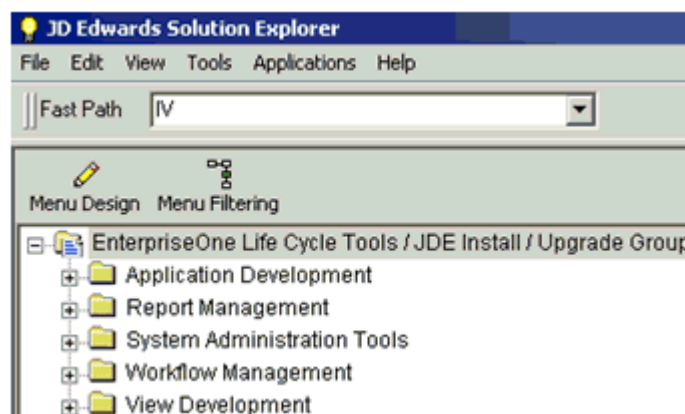 JD Edwards Solution Explorer
File Edit View Tools Applications Help
Fast Path IV
Menu Design Menu Filtering
EnterpriseOne Life Cycle Tools / JDE Install / Upgrade Group
Application Development
Report Management
System Administration Tools
Workflow Management
View Development